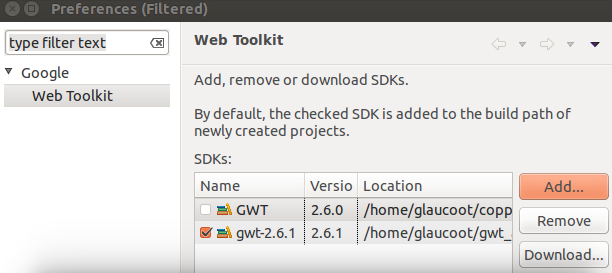 Preferences (Filtered)
type filter text
Google
Web Toolkit
Web Toolkit
Add, remove or download SDKs.
By default, the checked SDK is added to the build path of
newly created projects.
SDKs:
Name Versio Location
GWT 2.6.0 /home/glaucoot/copp
gwt-2.6.1 2.6.1 /home/glaucoot/gwt_
Add...
Remove
Download...